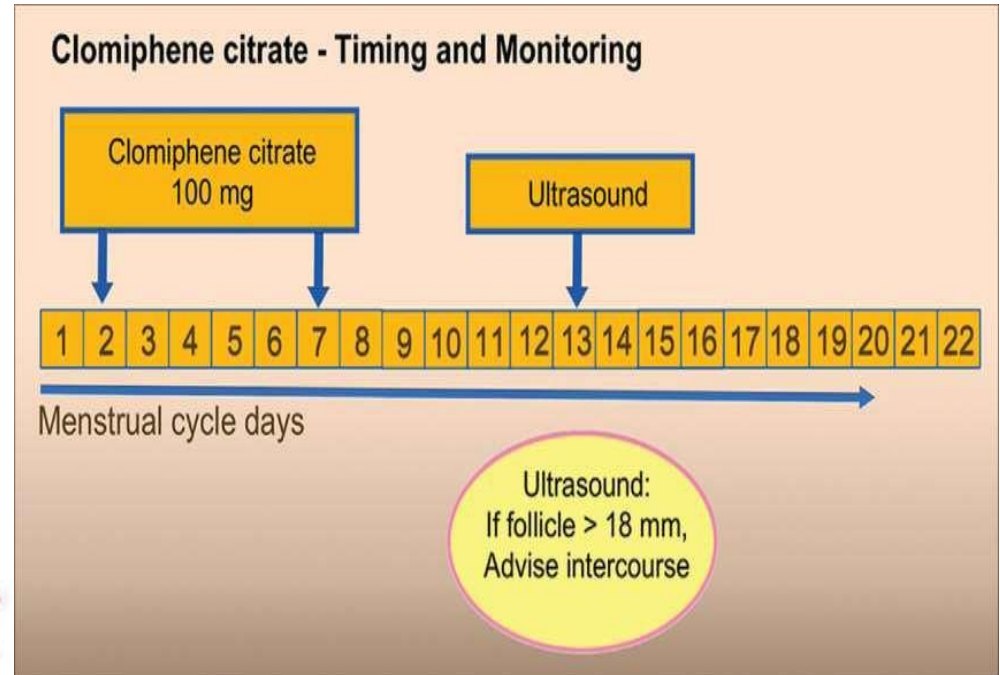 Clomiphene citrate - Timing and Monitoring
Clomiphene citrate
100 mg
Ultrasound
1 2 3 4 5 6 7 8 9 10 11 12 13 14 15 16 17 18 19 20 21 22
Menstrual cycle days
Ultrasound:
If follicle > 18 mm,
Advise intercourse